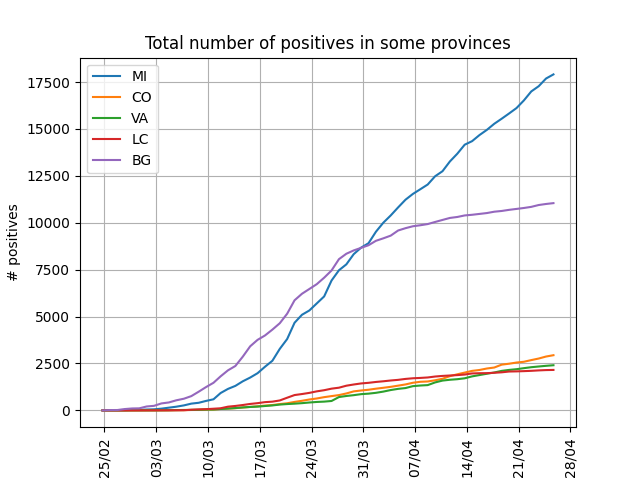 Total number of positives in some provinces
MI
CO
VA
LC
BG
# positives
17500
15000
12500
10000
7500
5000
2500
0
25/02
03/03
10/03
17/03
24/03
31/03
07/04
14/04
21/04
28/04